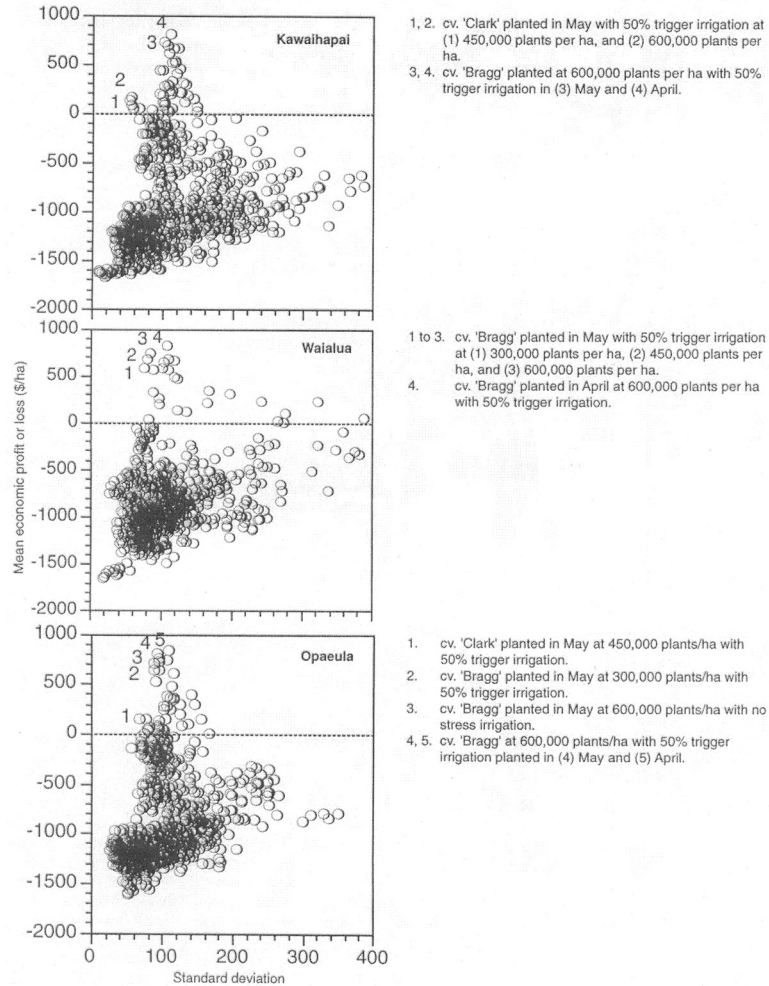 1000
500
0
-500
-1000
-1500
-2000
4
3
2
1
Kawaihapai
1, 2. cv. 'Clark' planted in May with 50% trigger irrigation at
(1) 450,000 plants per ha, and (2) 600,000 plants per
ha.
3, 4. cv. 'Bragg' planted at 600,000 plants per ha with 50%
trigger irrigation in (3) May and (4) April.
Mean economic profit or loss ($/ha)
1000
500
0
-500
-1000
-1500
-2000
3 4
2
1
Waialua
1 to 3. cv. 'Bragg' planted in May with 50% trigger irrigation
at (1) 300,000 plants per ha, (2) 450,000 plants per
ha, and (3) 600,000 plants per ha.
4. cv. 'Bragg' planted in April at 600,000 plants per ha
with 50% trigger irrigation.
1000
500
0
-500
-1000
-1500
-2000
4 5
3
2
1
Opaeula
1. cv. 'Clark' planted in May at 450,000 plants/ha with
50% trigger irrigation.
2. cv. 'Bragg' planted in May at 300,000 plants/ha with
50% trigger irrigation.
3. cv. 'Bragg' planted in May at 600,000 plants/ha with no
stress irrigation.
4, 5. cv. 'Bragg' at 600,000 plants/ha with 50% trigger
irrigation planted in (4) May and (5) April.
0 100 200 300 400
Standard deviation